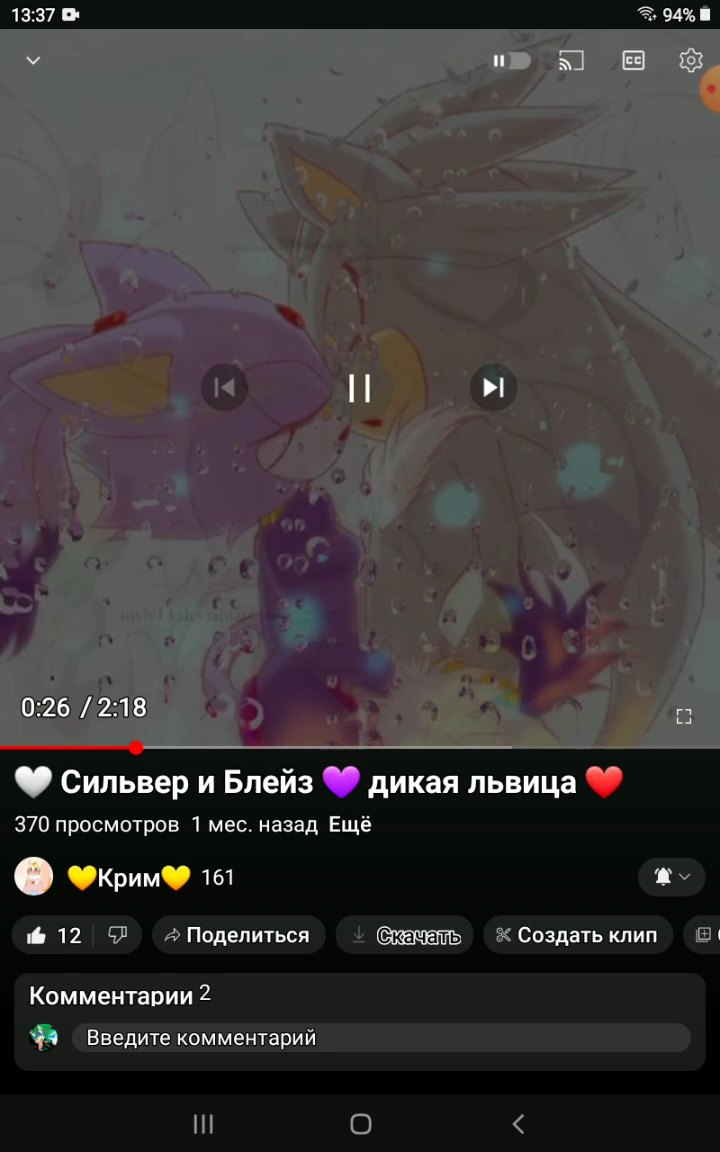 13:37
94%
CC
0:26 / 2:18
🤍 Сильвер и Блейз 💜 дикая львица ❤️
370 просмотров 1 мес. назад Ещё
💛Крим💛 161
12 Поделиться Скачать Создать клип
Комментарии 2
Введите комментарий